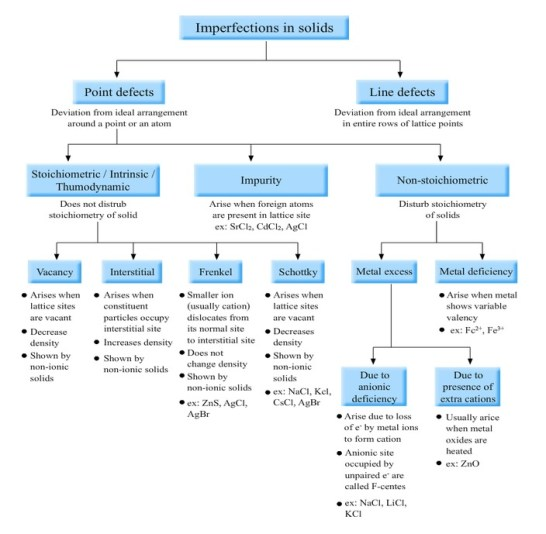 Imperfections in solids
Point defects
Line defects
Deviation from ideal arrangement
around a point or an atom
Deviation from ideal arrangement
in entire rows of lattice points
Stoichiometric / Intrinsic /
Thumodynamic
Impurity
Non-stoichiometric
Does not distrub
stoichiometry of solid
Arise when foreign atoms
are present in lattice site
ex: SrCl₂, CdCl₂, AgCl
Disturb stoichiometry
of solids
Vacancy
Interstitial
Frenkel
Schottky
Metal excess
Metal deficiency
● Arises when
lattice sites
are vacant
● Decrease
density
● Shown by
non-ionic
solids
● Arises when
constituent
particles occupy
interstitial site
● Increases density
● Shown by
non-ionic solids
● Smaller ion
(usually cation)
dislocates from
its normal site
to interstitial site
● Does not
change density
● Shown by
non-ionic solids
● ex: ZnS, AgCl,
AgBr
● Arises when
lattice sites
are vacant
● Decreases
density
● Shown by
non-ionic
solids
● ex: NaCl, Kcl,
CsCl, AgBr
● Arise when metal
shows variable
valency
● ex: Fe²⁺, Fe³⁺
Due to
anionic
deficiency
Due to
presence of
extra cations
● Arise due to loss
of e⁻ by metal ions
to form cation
● Anionic site
occupied by
unpaired e⁻ are
called F-centes
● ex: NaCl, LiCl,
KCl
● Usually arice
when metal
oxides are
heated
● ex: ZnO